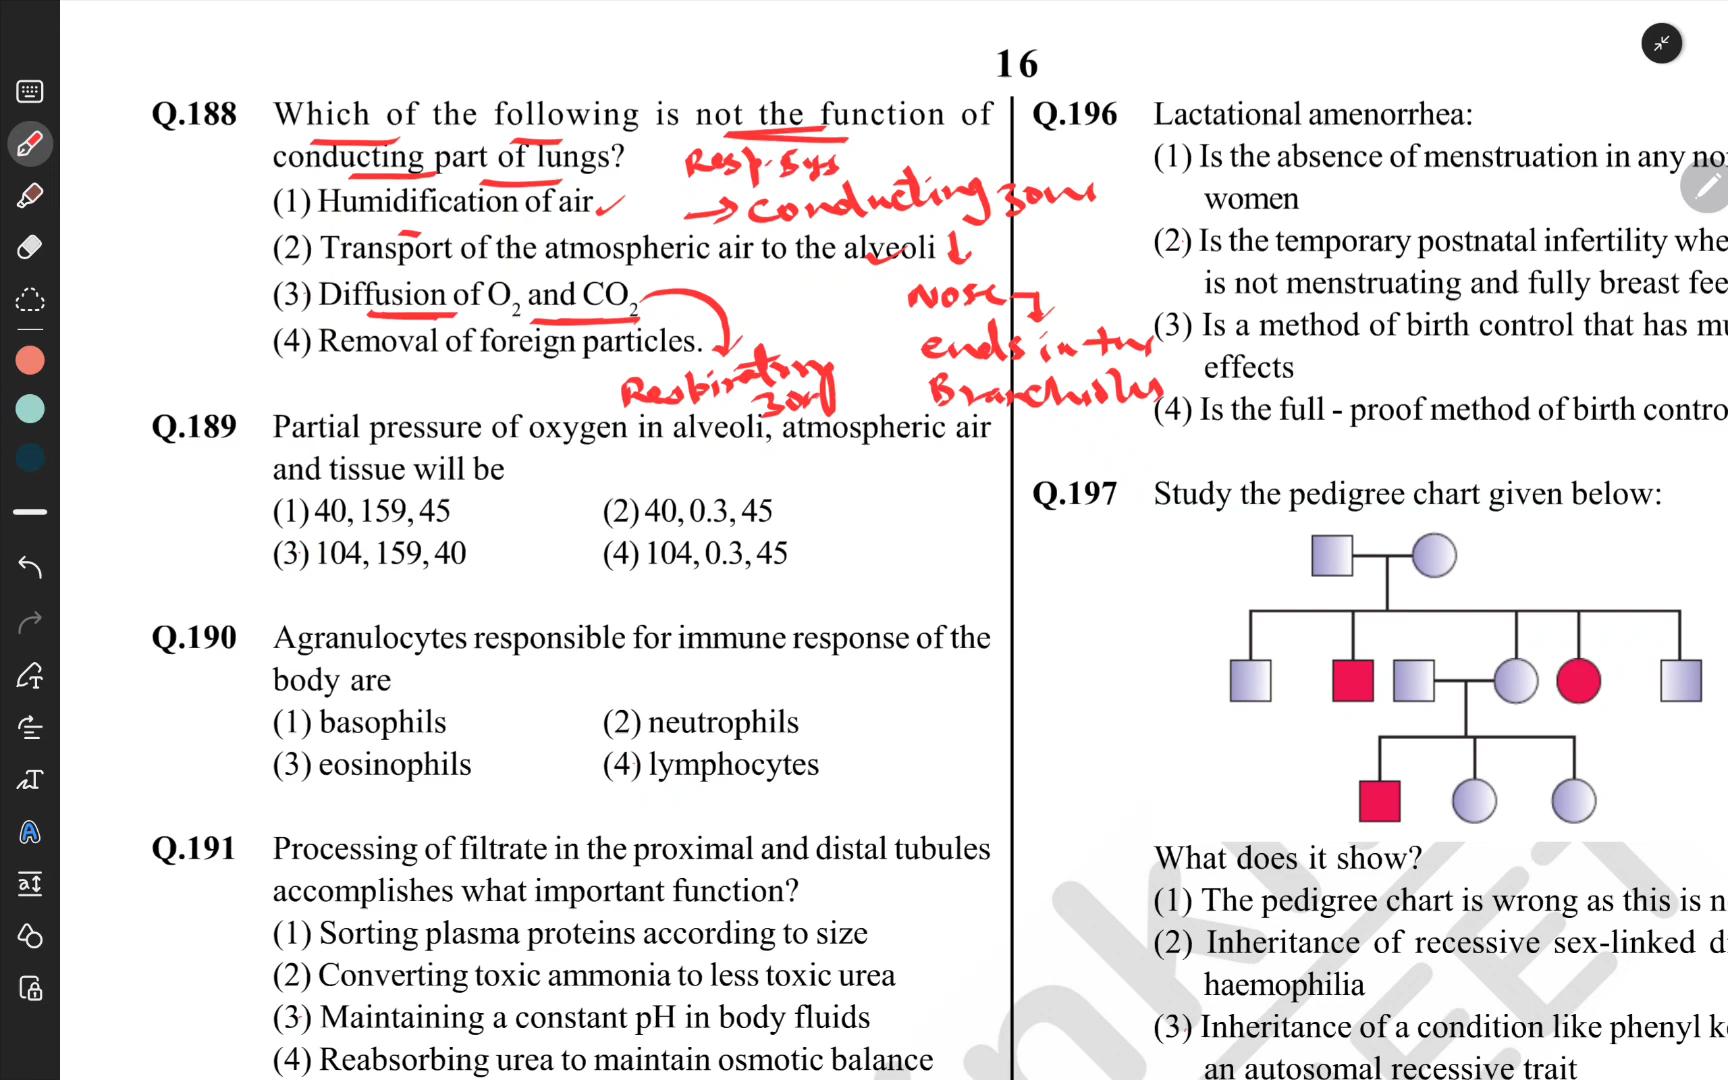 16
Q.188 Which of the following is not the function of
conducting part of lungs?
(1) Humidification of air
(2) Transport of the atmospheric air to the alveoli
(3) Diffusion of O2 and CO2
(4) Removal of foreign particles.
Resp. Sys
→ Conducting zone
↓
Nose
ends in the
Bronchioles
Respiratory
zone
Q.189 Partial pressure of oxygen in alveoli, atmospheric air
and tissue will be
(1) 40, 159, 45 (2) 40, 0.3, 45
(3) 104, 159, 40 (4) 104, 0.3, 45
Q.190 Agranulocytes responsible for immune response of the
body are
(1) basophils (2) neutrophils
(3) eosinophils (4) lymphocytes
Q.191 Processing of filtrate in the proximal and distal tubules
accomplishes what important function?
(1) Sorting plasma proteins according to size
(2) Converting toxic ammonia to less toxic urea
(3) Maintaining a constant pH in body fluids
(4) Reabsorbing urea to maintain osmotic balance
Q.196 Lactational amenorrhea:
(1) Is the absence of menstruation in any
women
(2) Is the temporary postnatal infertility
is not menstruating and fully breast
(3) Is a method of birth control that has
effects
(4) Is the full - proof method of birth
Q.197 Study the pedigree chart given below:
What does it show?
(1) The pedigree chart is wrong as this is
(2) Inheritance of recessive sex-linked
haemophilia
(3) Inheritance of a condition like phenyl
an autosomal recessive trait